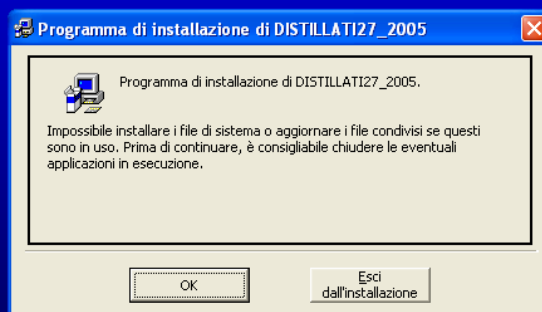 Programma di installazione di DISTILLATI27_2005
Programma di installazione di DISTILLATI27_2005.
Impossibile installare i file di sistema o aggiornare i file condivisi se questi
sono in uso. Prima di continuare, è consigliabile chiudere le eventuali
applicazioni in esecuzione.
OK
Esci
dall'installazione